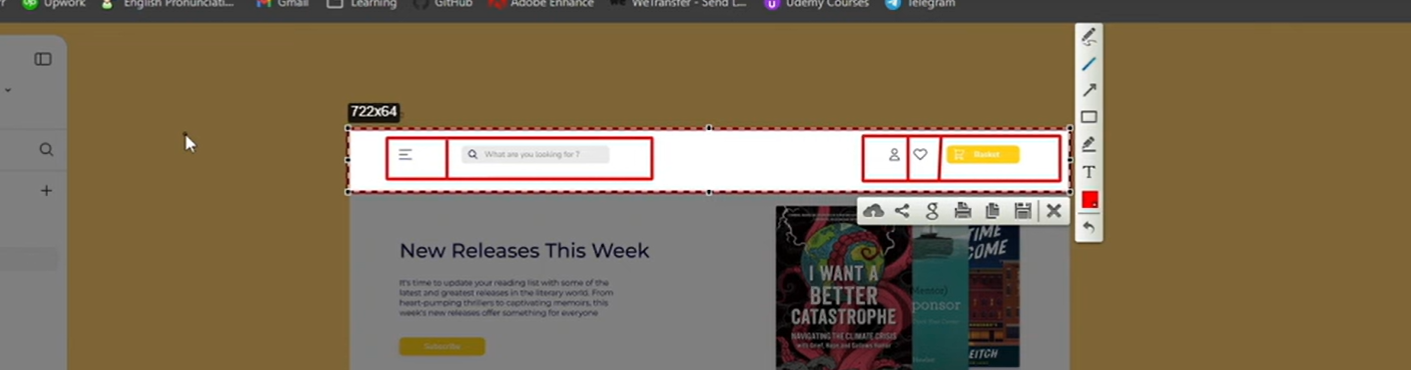 Upwork
English Pronunciati...
Gmail
Learning
GitHub
Adobe Enhance
WeTransfer - Send L...
Udemy Courses
Telegram
722x64
What are you looking for ?
Basket
New Releases This Week
It's time to update your reading list with some of the
latest and greatest releases in the literary world. From
heart-pumping thrillers to captivating memoirs, this
week's new releases offer something for everyone
Subscribe
I WANT A
BETTER
CATASTROPHE
NAVIGATING THE CLIMATE CRISIS
with Grief, Hope, and Gallows Humor
ponsor
TIME
COME
EITCH
T